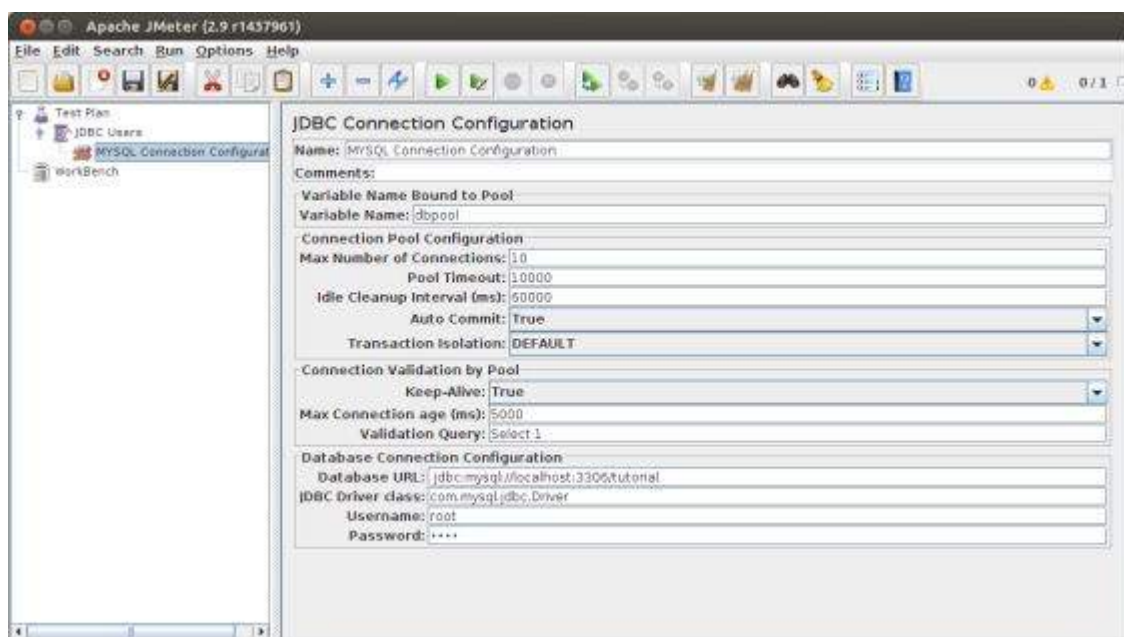 Apache JMeter (2.9 r1437961)
File Edit Search Run Options Help
0 0/1
Test Plan
JDBC Users
MYSQL Connection Configurat
WorkBench
JDBC Connection Configuration
Name: MYSQL Connection Configuration
Comments:
Variable Name Bound to Pool
Variable Name: dbpool
Connection Pool Configuration
Max Number of Connections: 10
Pool Timeout: 10000
Idle Cleanup Interval (ms): 60000
Auto Commit: True
Transaction Isolation: DEFAULT
Connection Validation by Pool
Keep-Alive: True
Max Connection age (ms): 5000
Validation Query: Select 1
Database Connection Configuration
Database URL: jdbc:mysql://localhost:3306/tutorial
JDBC Driver class: com.mysql.jdbc.Driver
Username: root
Password: ••••